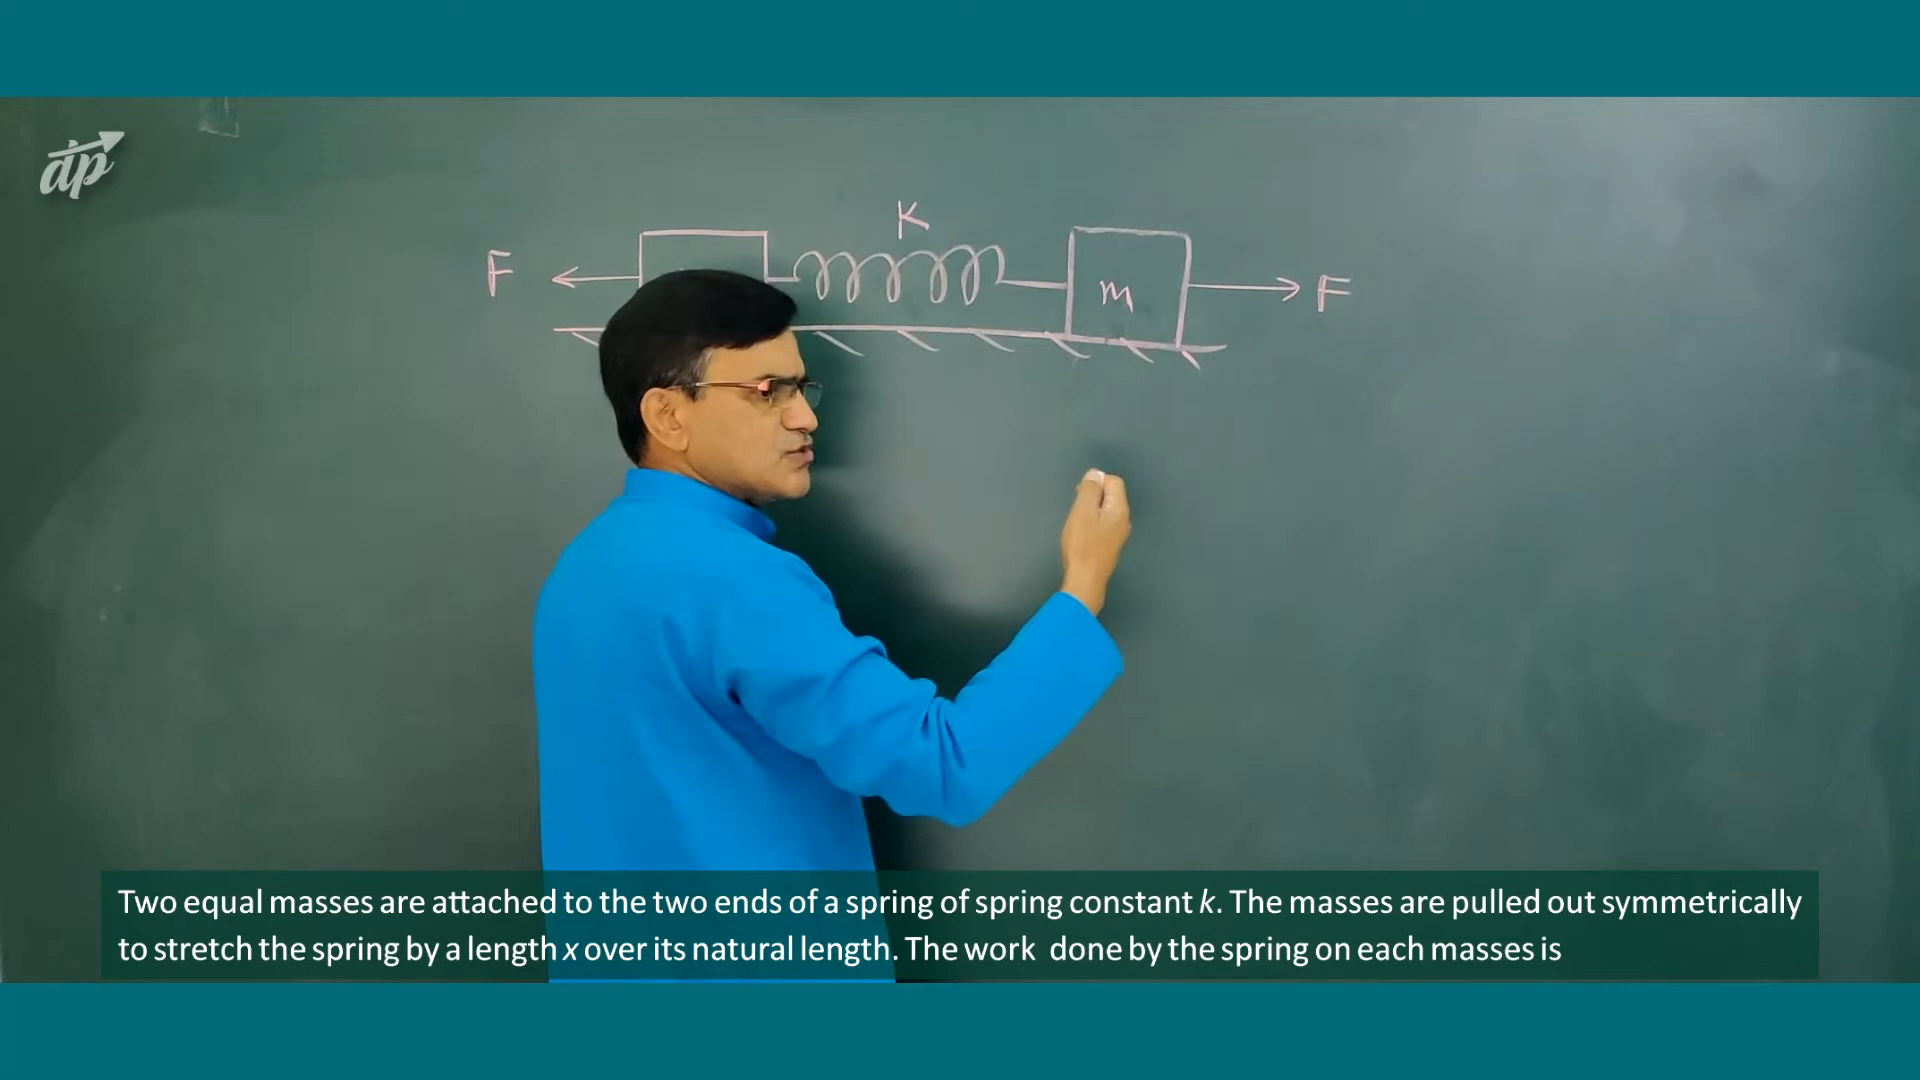 dp
K
F
m
F
Two equal masses are attached to the two ends of a spring of spring constant k. The masses are pulled out symmetrically
to stretch the spring by a length x over its natural length. The work done by the spring on each masses is